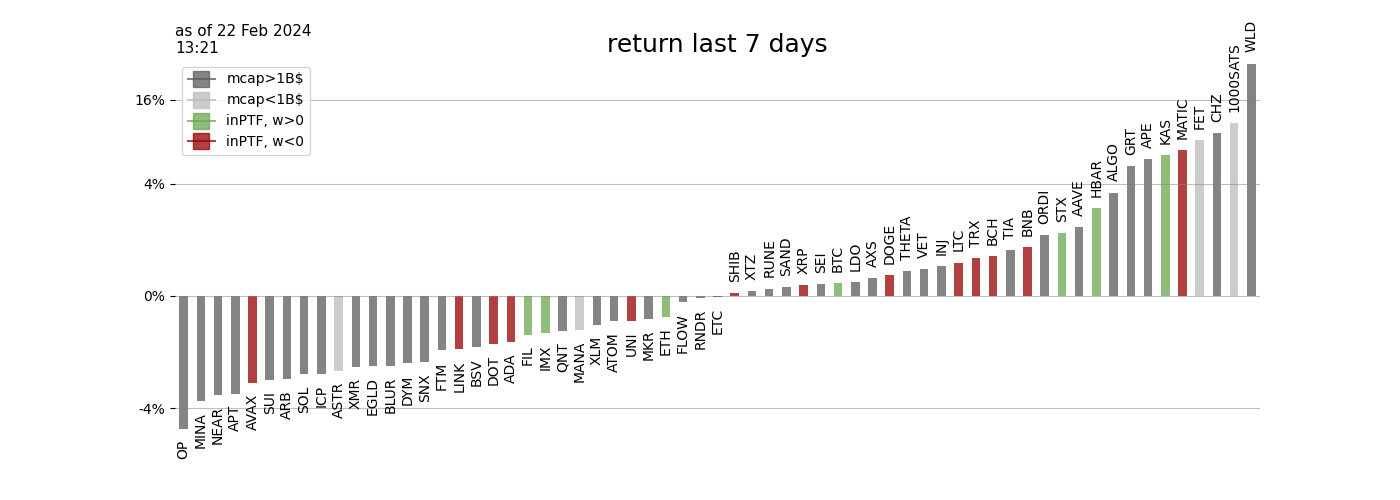 as of 22 Feb 2024
13:21
return last 7 days
mcap>1B$
mcap<1B$
inPTF, w>0
inPTF, w<0
16%
4%
0%
-4%
OP
MINA
NEAR
APT
AVAX
SUI
ARB
SOL
ICP
ASTR
XMR
EGLD
BLUR
DYM
SNX
FTM
LINK
BSV
DOT
ADA
FIL
IMX
QNT
MANA
XLM
ATOM
UNI
MKR
ETH
FLOW
RNDR
ETC
SHIB
XTZ
RUNE
SAND
XRP
SEI
BTC
LDO
AXS
DOGE
THETA
VET
INJ
LTC
TRX
BCH
TIA
BNB
ORDI
STX
AAVE
HBAR
ALGO
GRT
APE
KAS
MATIC
FET
CHZ
1000SATS
WLD